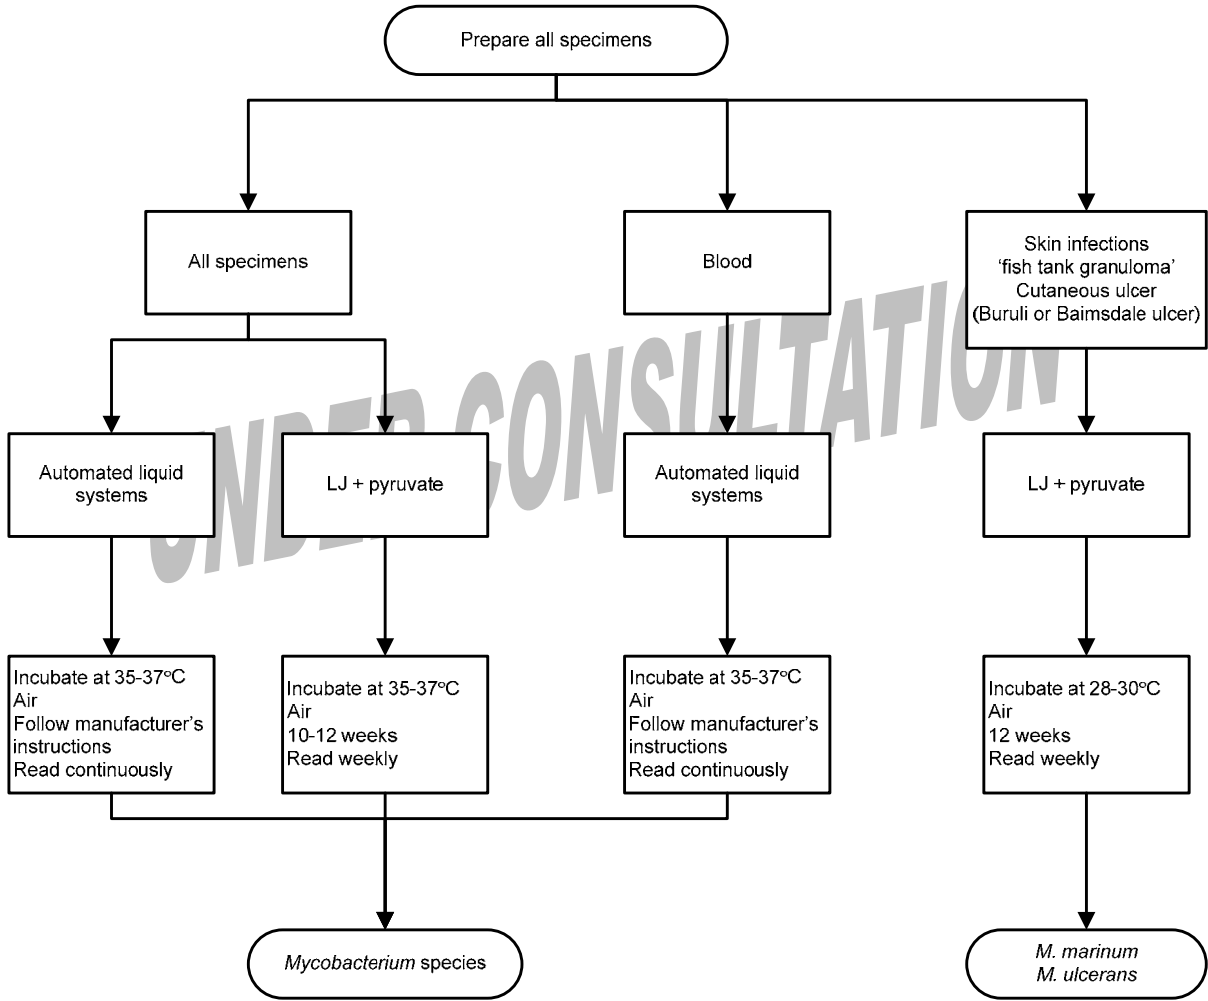 Prepare all specimens
All specimens
Blood
Skin infections
‘fish tank granuloma’
Cutaneous ulcer
(Buruli or Baimsdale ulcer)
UNDER CONSULTATION
Automated liquid
systems
LJ + pyruvate
Automated liquid
systems
LJ + pyruvate
Incubate at 35-37°C
Air
Follow manufacturer’s
instructions
Read continuously
Incubate at 35-37°C
Air
10-12 weeks
Read weekly
Incubate at 35-37°C
Air
Follow manufacturer’s
instructions
Read continuously
Incubate at 28-30°C
Air
12 weeks
Read weekly
Mycobacterium species
M. marinum
M. ulcerans